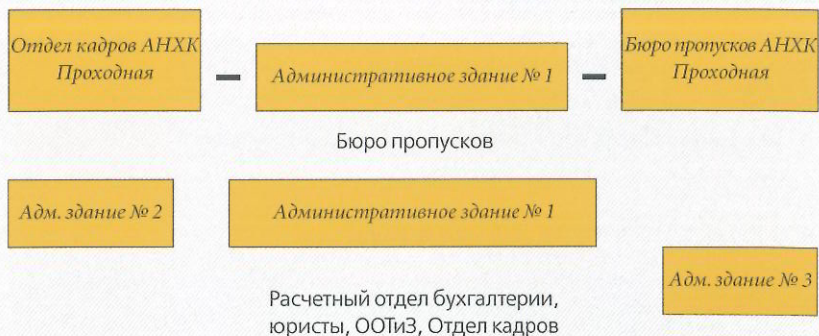 Отдел кадров АНХК
Проходная
Административное здание № 1
Бюро пропусков АНХК
Проходная
Бюро пропусков
Адм. здание № 2
Административное здание № 1
Адм. здание № 3
Расчетный отдел бухгалтерии,
юристы, ООТиЗ, Отдел кадров